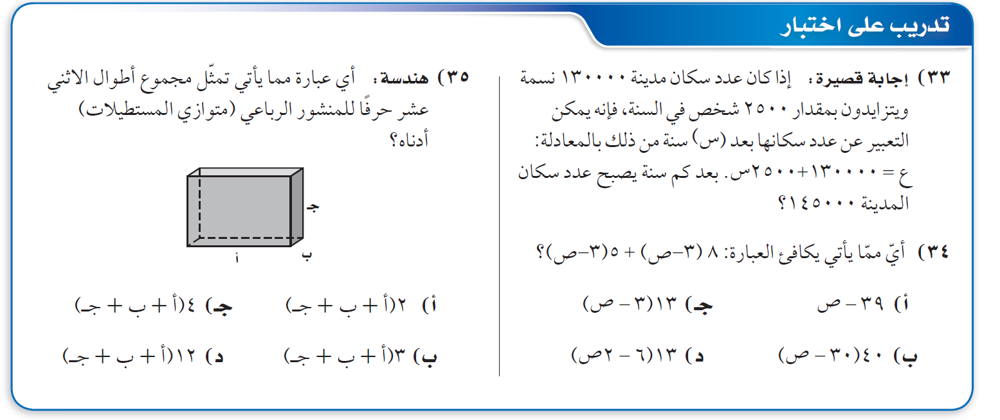 تدريب على اختبار
٣٣) إجابة قصيرة: إذا كان عدد سكان مدينة ١٣٠٠٠٠ نسمة
ويتزايدون بمقدار ٢٥٠٠ شخص في السنة، فإنه يمكن
التعبير عن عدد سكانها بعد (س) سنة من ذلك بالمعادلة:
ع = ١٣٠٠٠٠+٢٥٠٠س. بعد كم سنة يصبح عدد سكان
المدينة ١٤٥٠٠٠؟
٣٤) أيّ ممّا يأتي يكافئ العبارة: ٨ (٣–ص) + ٥(٣–ص)؟
أ) ٣٩ – ص
جـ) ١٣(٣ – ص)
ب) ٤٠(٣٠ – ص)
د) ١٣(٦ – ٢ص)
٣٥) هندسة: أي عبارة مما يأتي تمثّل مجموع أطوال الاثني
عشر حرفًا للمنشور الرباعي (متوازي المستطيلات)
أدناه؟
جـ
ب
أ
أ) ٢(أ + ب + جـ)
جـ) ٤(أ + ب + جـ)
ب) ٣(أ + ب + جـ)
د) ١٢(أ + ب + جـ)